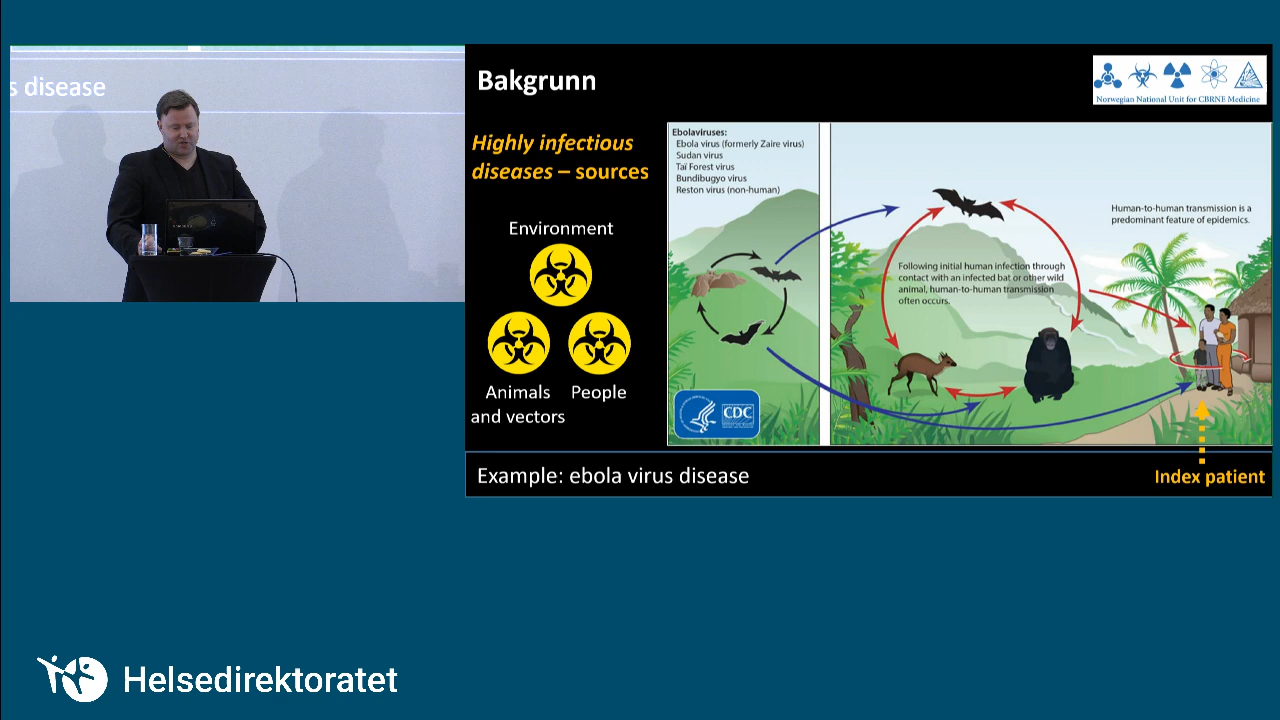 s disease
Bakgrunn
Norwegian National Unit for CBRNE Medicine
Highly infectious
diseases – sources
Environment
Animals
and vectors
People
Ebolaviruses:
Ebola virus (formerly Zaire virus)
Sudan virus
Taï Forest virus
Bundibugyo virus
Reston virus (non-human)
Human-to-human transmission is a
predominant feature of epidemics.
Following initial human infection through
contact with an infected bat or other wild
animal, human-to-human transmission
often occurs.
CDC
Example: ebola virus disease
Index patient
Helsedirektoratet